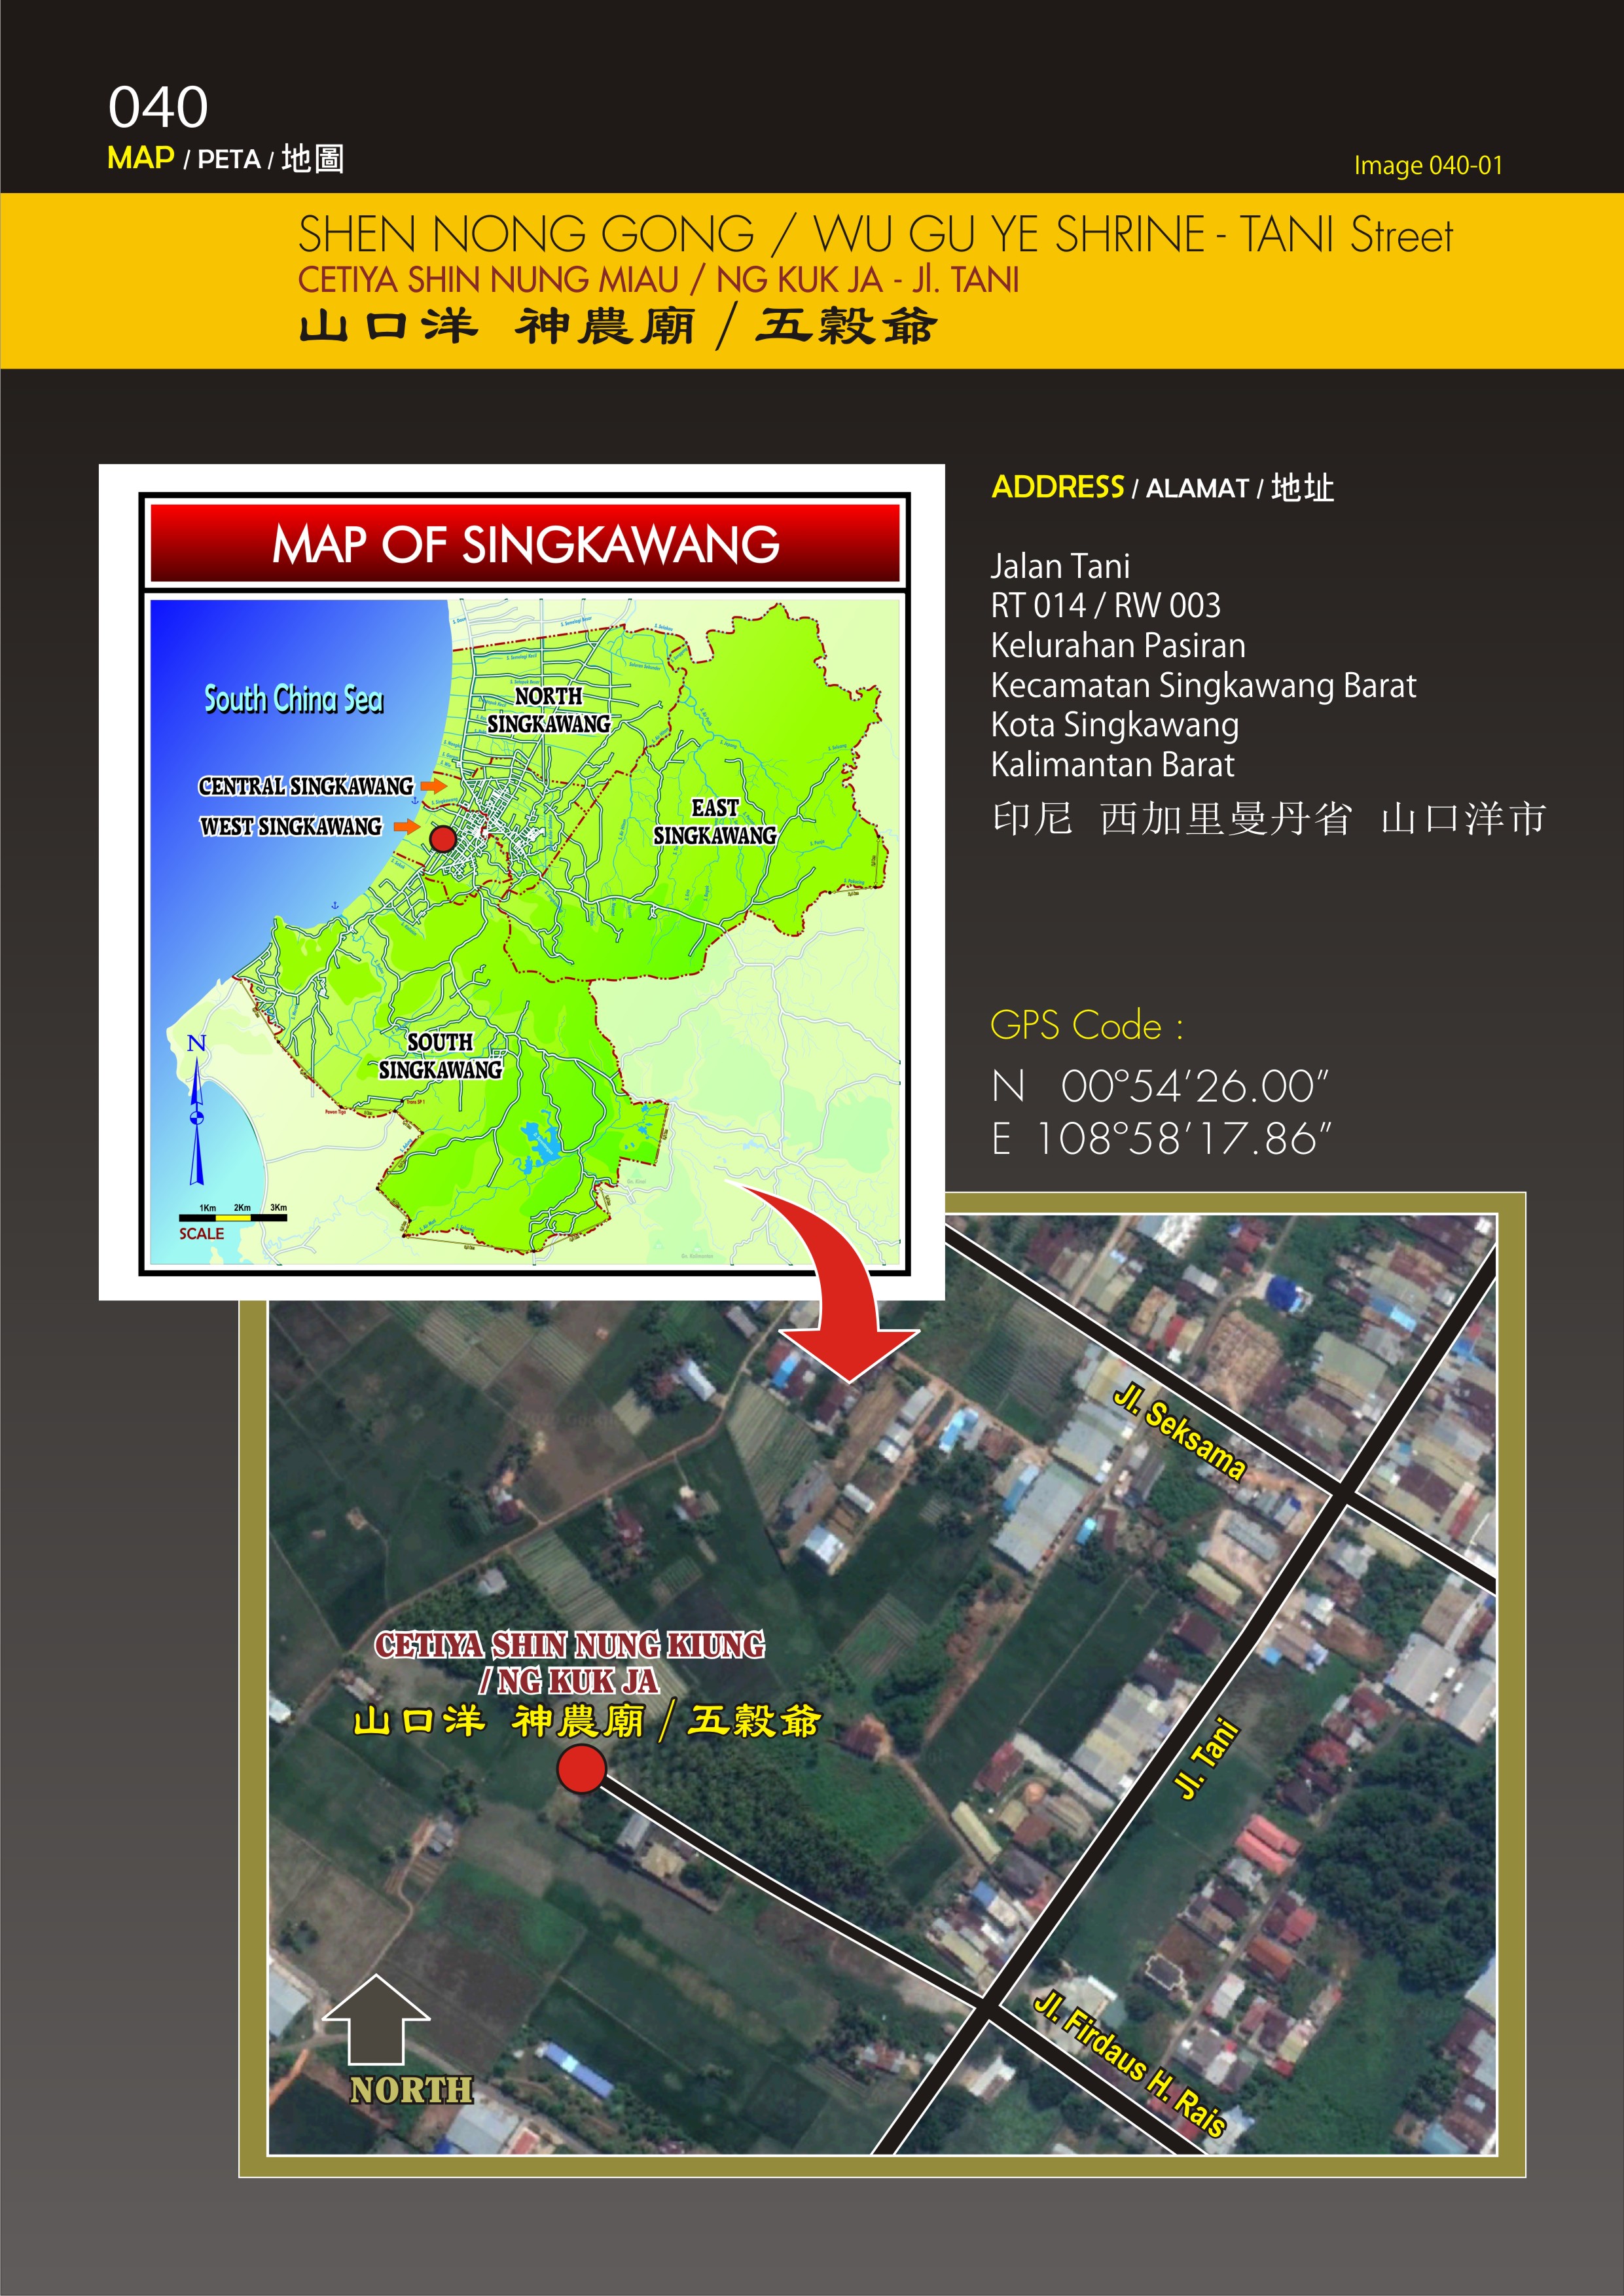 040
MAP / PETA / 地圖
Image 040-01
SHEN NONG GONG / WU GU YE SHRINE - TANI Street
CETIYA SHIN NUNG MIAU / NG KUK JA - Jl. TANI
山口洋 神農廟 / 五穀爺
MAP OF SINGKAWANG
South China Sea
NORTH
SINGKAWANG
CENTRAL SINGKAWANG
WEST SINGKAWANG
EAST
SINGKAWANG
SOUTH
SINGKAWANG
N
1Km 2Km 3Km
SCALE
ADDRESS / ALAMAT / 地址
Jalan Tani
RT 014 / RW 003
Kelurahan Pasiran
Kecamatan Singkawang Barat
Kota Singkawang
Kalimantan Barat
印尼 西加里曼丹省 山口洋市
GPS Code :
N 00°54'26.00"
E 108°58'17.86"
Jl. Seksama
CETIYA SHIN NUNG KIUNG
/ NG KUK JA
山口洋 神農廟 / 五穀爺
Jl. Tani
Jl. Firdaus H. Rais
NORTH